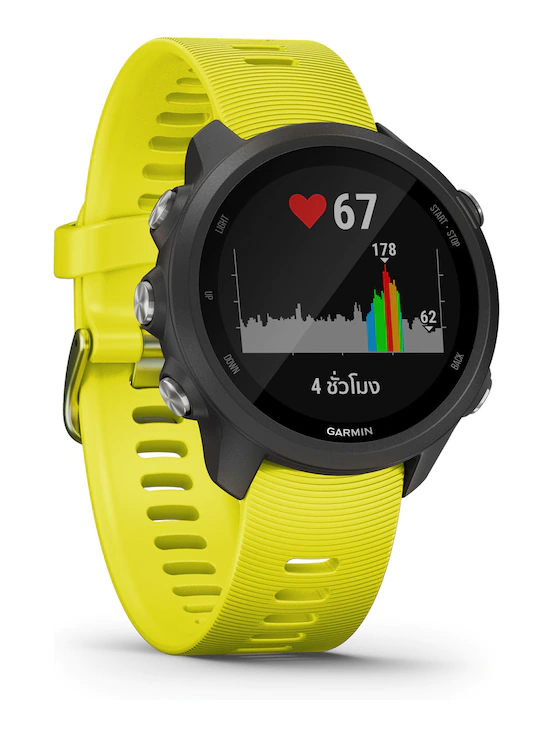 LIGHT
START • STOP
67
178
UP
62
DOWN
BACK
4 ชั่วโมง
GARMIN